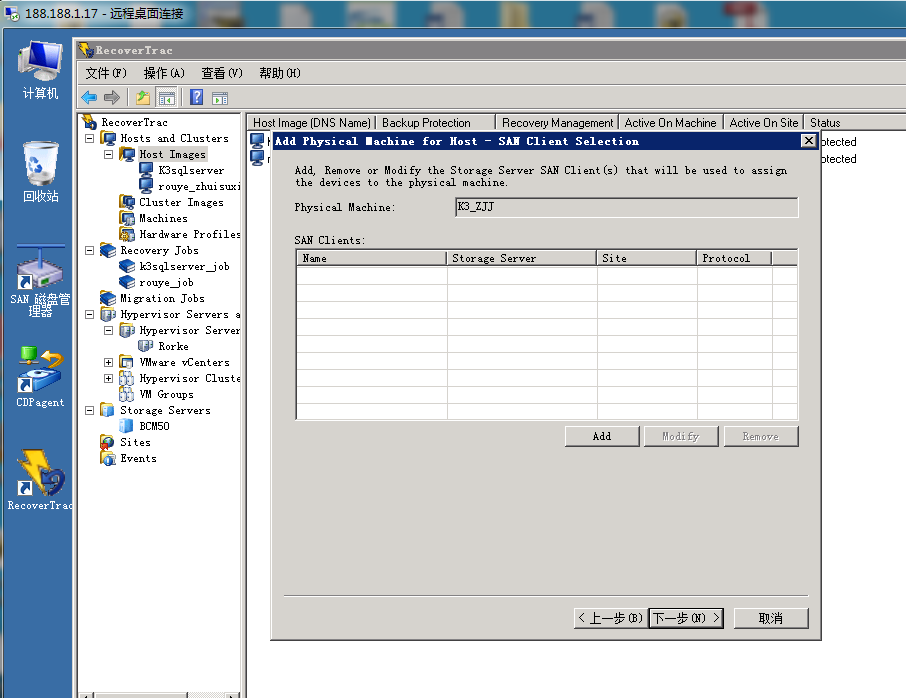 188.188.1.17 - 远程桌面连接
计算机
回收站
SAN 磁盘管
理器
CDPagent
RecoverTrac
RecoverTrac
文件(F) 操作(A) 查看(V) 帮助(H)
RecoverTrac
Hosts and Clusters
Host Images
K3sqlserver
rouye_zhuisuxi
Cluster Images
Machines
Hardware Profiles
Recovery Jobs
k3sqlserver_job
rouye_job
Migration Jobs
Hypervisor Servers a
Hypervisor Server
Rorke
VMware vCenters
Hypervisor Cluste
VM Groups
Storage Servers
BCM50
Sites
Events
Host Image (DNS Name) Backup Protection Recovery Management Active On Machine Active On Site Status
otected
otected
Add Physical Machine for Host - SAN Client Selection
Add, Remove or Modify the Storage Server SAN Client(s) that will be used to assign
the devices to the physical machine.
Physical Machine: K3_ZJJ
SAN Clients:
Name Storage Server Site Protocol
Add Modify Remove
< 上一步(B) 下一步(N) > 取消